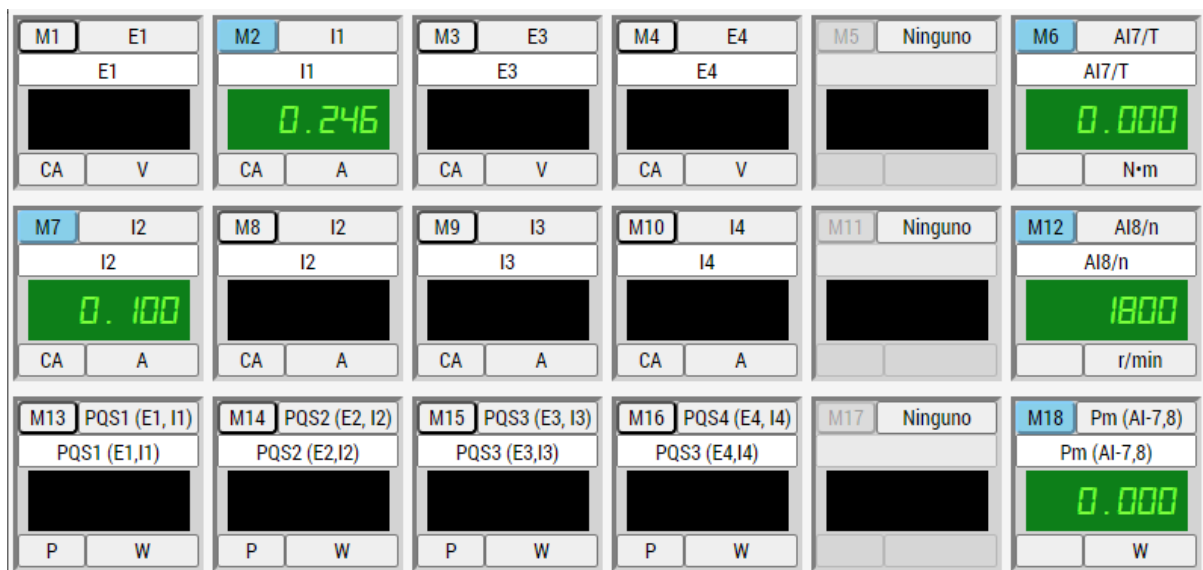 M1 E1 M2 I1 M3 E3 M4 E4 M5 Ninguno M6 AI7/T
E1 I1 E3 E4 AI7/T
0.246 0.000
CA V CA A CA V CA V N•m
M7 I2 M8 I2 M9 I3 M10 I4 M11 Ninguno M12 AI8/n
I2 I2 I3 I4 AI8/n
0.100 1800
CA A CA A CA A CA A r/min
M13 PQS1 (E1, I1) M14 PQS2 (E2, I2) M15 PQS3 (E3, I3) M16 PQS4 (E4, I4) M17 Ninguno M18 Pm (AI-7,8)
PQS1 (E1,I1) PQS2 (E2,I2) PQS3 (E3,I3) PQS3 (E4,I4) Pm (AI-7,8)
0.000
P W P W P W P W W